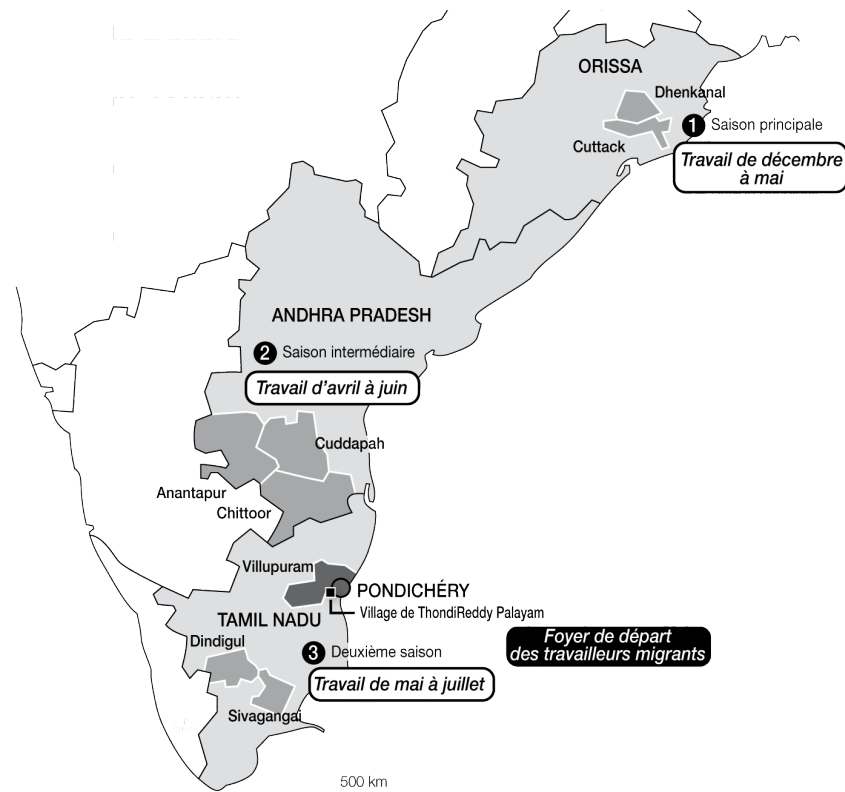 ORISSA
Dhenkanal
1 Saison principale
Cuttack
Travail de décembre
à mai
ANDHRA PRADESH
2 Saison intermédiaire
Travail d'avril à juin
Cuddapah
Anantapur
Chittoor
Villupuram
PONDICHÉRY
Village de ThondiReddy Palayam
TAMIL NADU
Foyer de départ
des travailleurs migrants
Dindigul
3 Deuxième saison
Travail de mai à juillet
Sivagangai
500 km